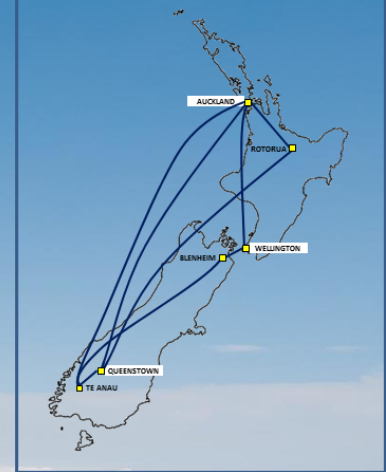 AUCKLAND
ROTORUA
WELLINGTON
BLENHEIM
QUEENSTOWN
TE ANAU